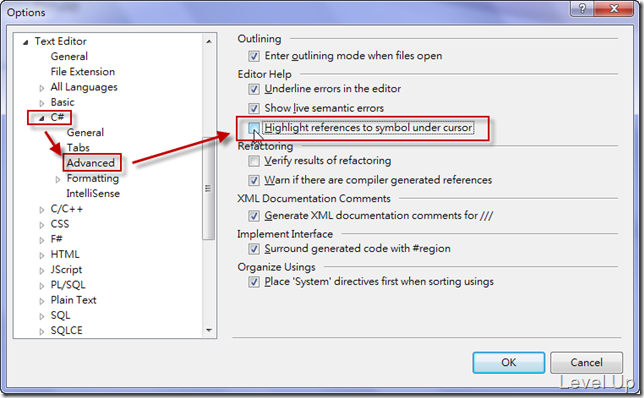 Options
Text Editor
General
File Extension
All Languages
Basic
C#
General
Tabs
Advanced
Formatting
IntelliSense
C/C++
CSS
F#
HTML
JScript
PL/SQL
Plain Text
SQL
SQLCE
Outlining
Enter outlining mode when files open
Editor Help
Underline errors in the editor
Show live semantic errors
Highlight references to symbol under cursor
Refactoring
Verify results of refactoring
Warn if there are compiler generated references
XML Documentation Comments
Generate XML documentation comments for ///
Implement Interface
Surround generated code with #region
Organize Usings
Place 'System' directives first when sorting usings
OK
Cancel
Level Up